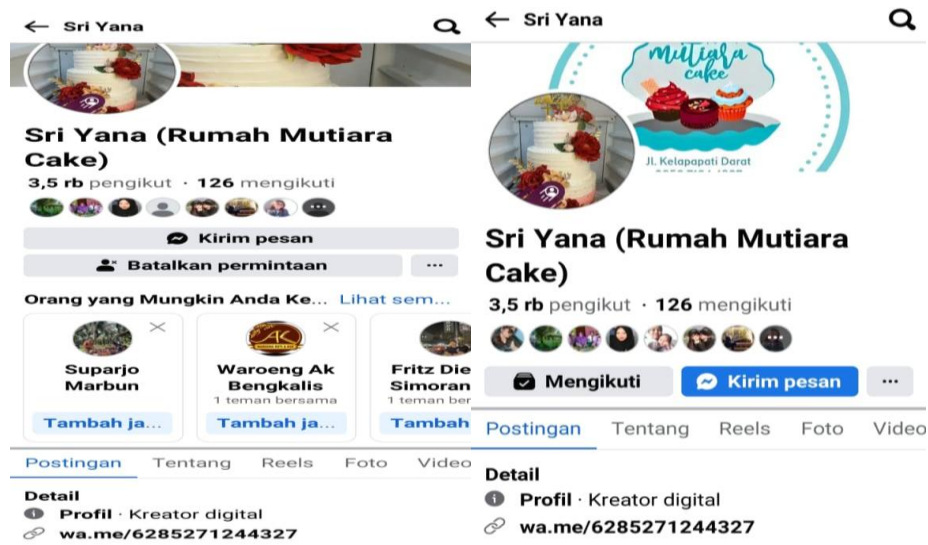 Sri Yana
Sri Yana (Rumah Mutiara
Cake)
3,5 rb pengikut · 126 mengikuti
Kirim pesan
Batalkan permintaan
Orang yang Mungkin Anda Ke... Lihat sem...
Suparjo
Marbun
Tambah ja...
Waroeng Ak
Bengkalis
1 teman bersama
Tambah ja...
Fritz Die
Simoran
1 teman ber
Tambah
Postingan Tentang Reels Foto Video
Detail
Profil · Kreator digital
wa.me/6285271244327
Sri Yana
mutiara
cake
Jl. Kelapapati Darat
Sri Yana (Rumah Mutiara
Cake)
3,5 rb pengikut · 126 mengikuti
Mengikuti
Kirim pesan
Postingan Tentang Reels Foto Video
Detail
Profil · Kreator digital
wa.me/6285271244327